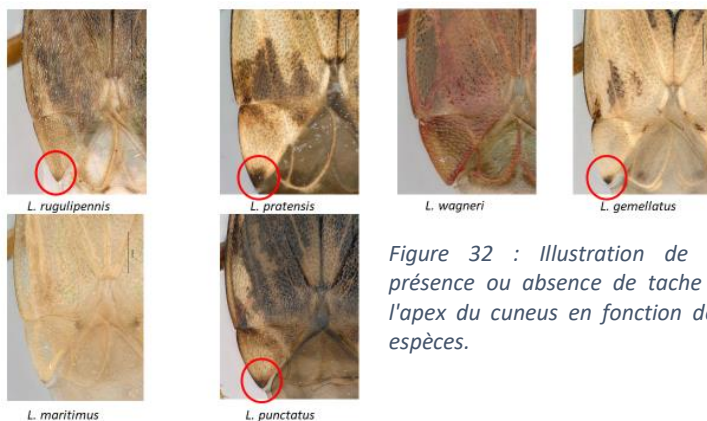 L. rugulipennis
L. pratensis
L. wagneri
L. gemellatus
L. maritimus
L. punctatus
Figure 32 : Illustration de
présence ou absence de tache
l'apex du cuneus en fonction
espèces.